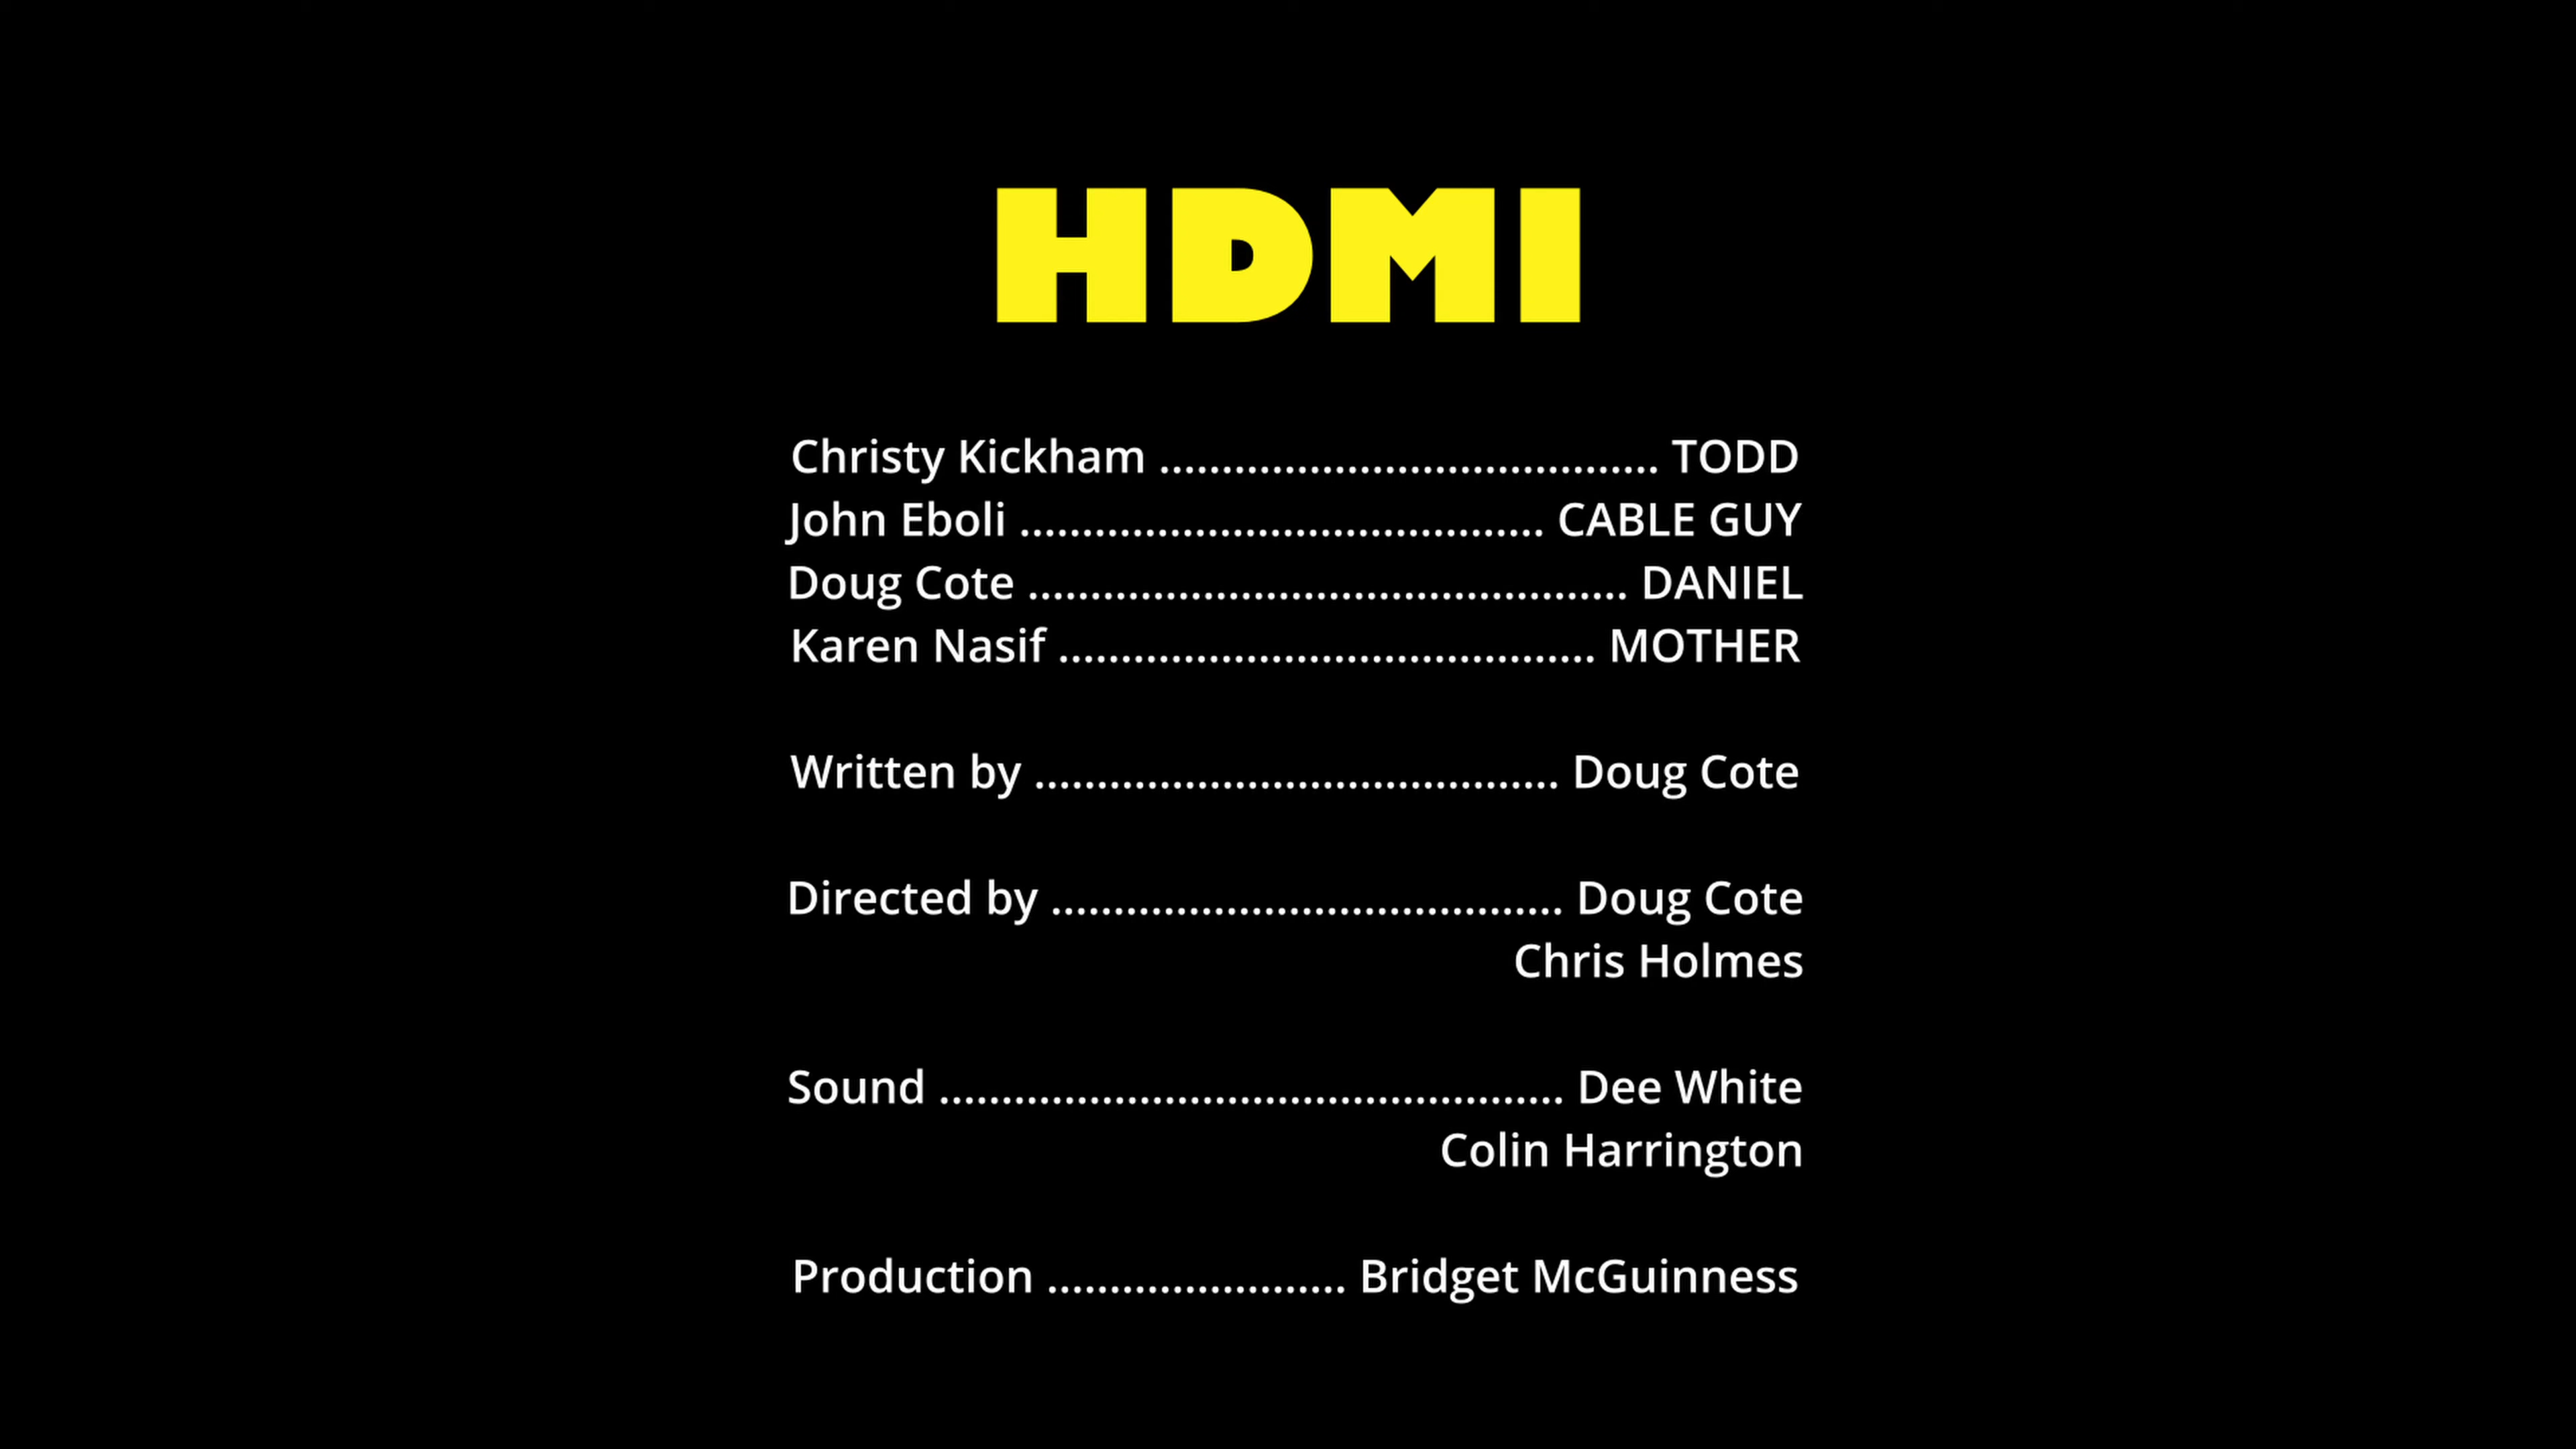 HDMI
Christy Kickham ........................................ TODD
John Eboli .......................................... CABLE GUY
Doug Cote ................................................ DANIEL
Karen Nasif ........................................... MOTHER
Written by .......................................... Doug Cote
Directed by ......................................... Doug Cote
Chris Holmes
Sound .................................................. Dee White
Colin Harrington
Production ........................ Bridget McGuinness